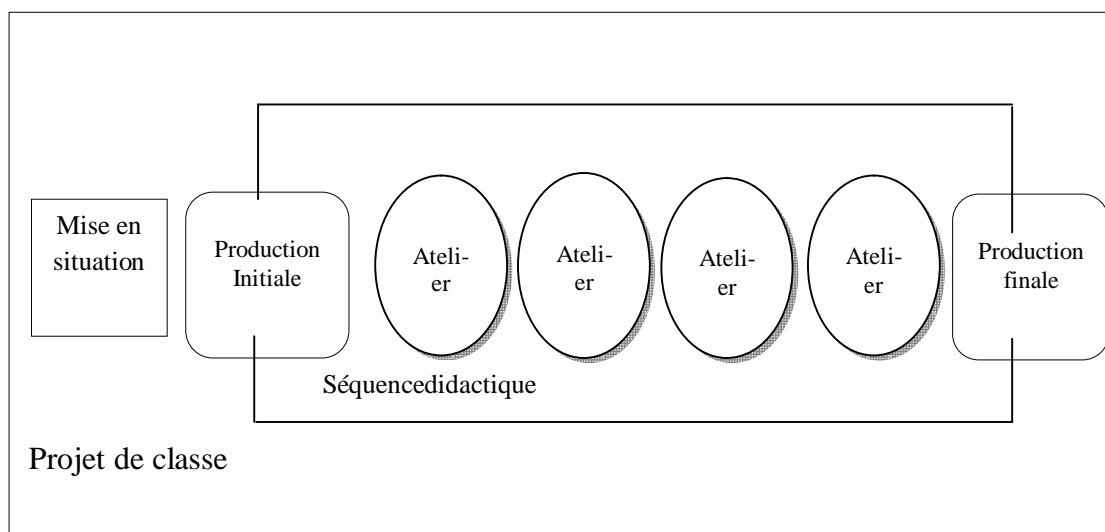 Mise en
situation
Production
Initiale
Ateli-
er
Ateli-
er
Ateli-
er
Ateli-
er
Production
finale
Séquencedidactique
Projet de classe